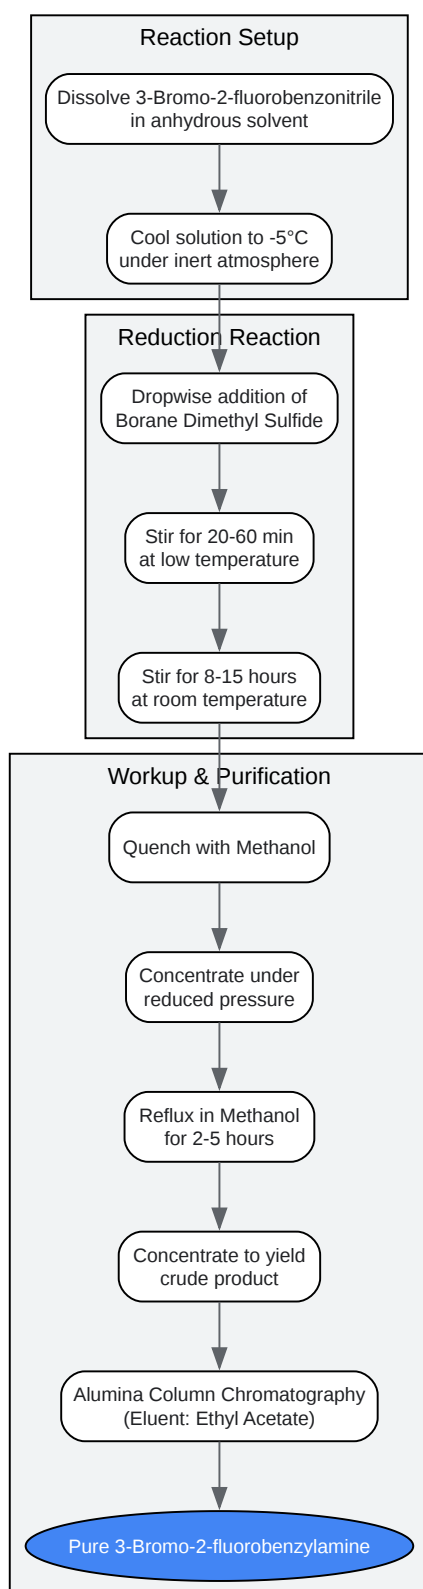 Reaction Setup
Dissolve 3-Bromo-2-fluorobenzonitrile
in anhydrous solvent
Cool solution to -5°C
under inert atmosphere
Reduction Reaction
Dropwise addition of
Borane Dimethyl Sulfide
Stir for 20-60 min
at low temperature
Stir for 8-15 hours
at room temperature
Workup & Purification
Quench with Methanol
Concentrate under
reduced pressure
Reflux in Methanol
for 2-5 hours
Concentrate to yield
crude product
Alumina Column Chromatography
(Eluent: Ethyl Acetate)
Pure 3-Bromo-2-fluorobenzylamine